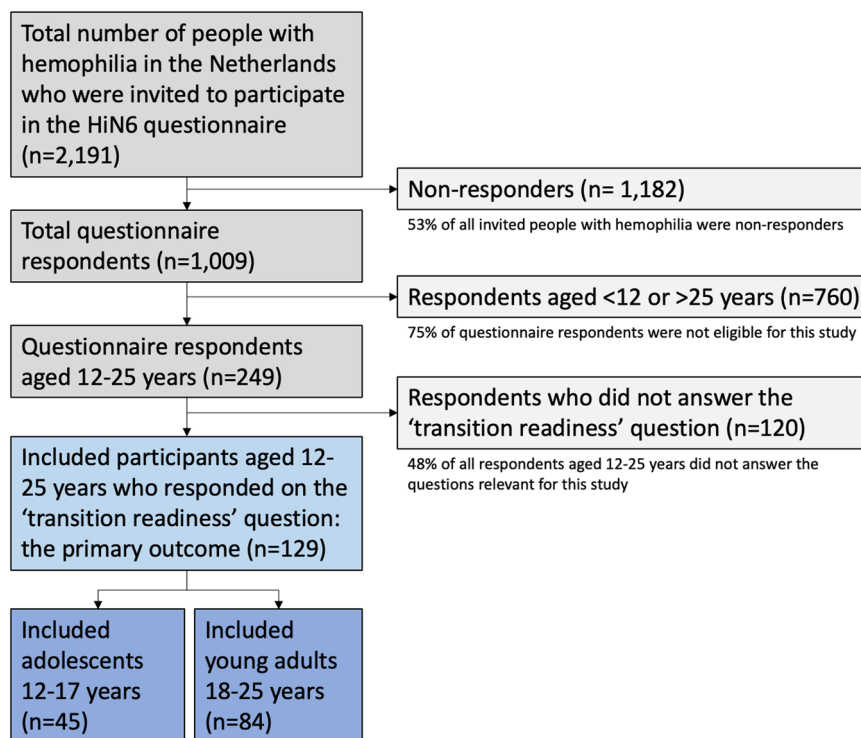 Total number of people with
hemophilia in the Netherlands
who were invited to participate
in the HiN6 questionnaire
(n=2,191)
Non-responders (n= 1,182)
53% of all invited people with hemophilia were non-responders
Total questionnaire
respondents (n=1,009)
Respondents aged <12 or >25 years (n=760)
75% of questionnaire respondents were not eligible for this study
Questionnaire respondents
aged 12-25 years (n=249)
Respondents who did not answer the
‘transition readiness’ question (n=120)
48% of all respondents aged 12-25 years did not answer the
questions relevant for this study
Included participants aged 12-
25 years who responded on the
‘transition readiness’ question:
the primary outcome (n=129)
Included
adolescents
12-17 years
(n=45)
Included
young adults
18-25 years
(n=84)